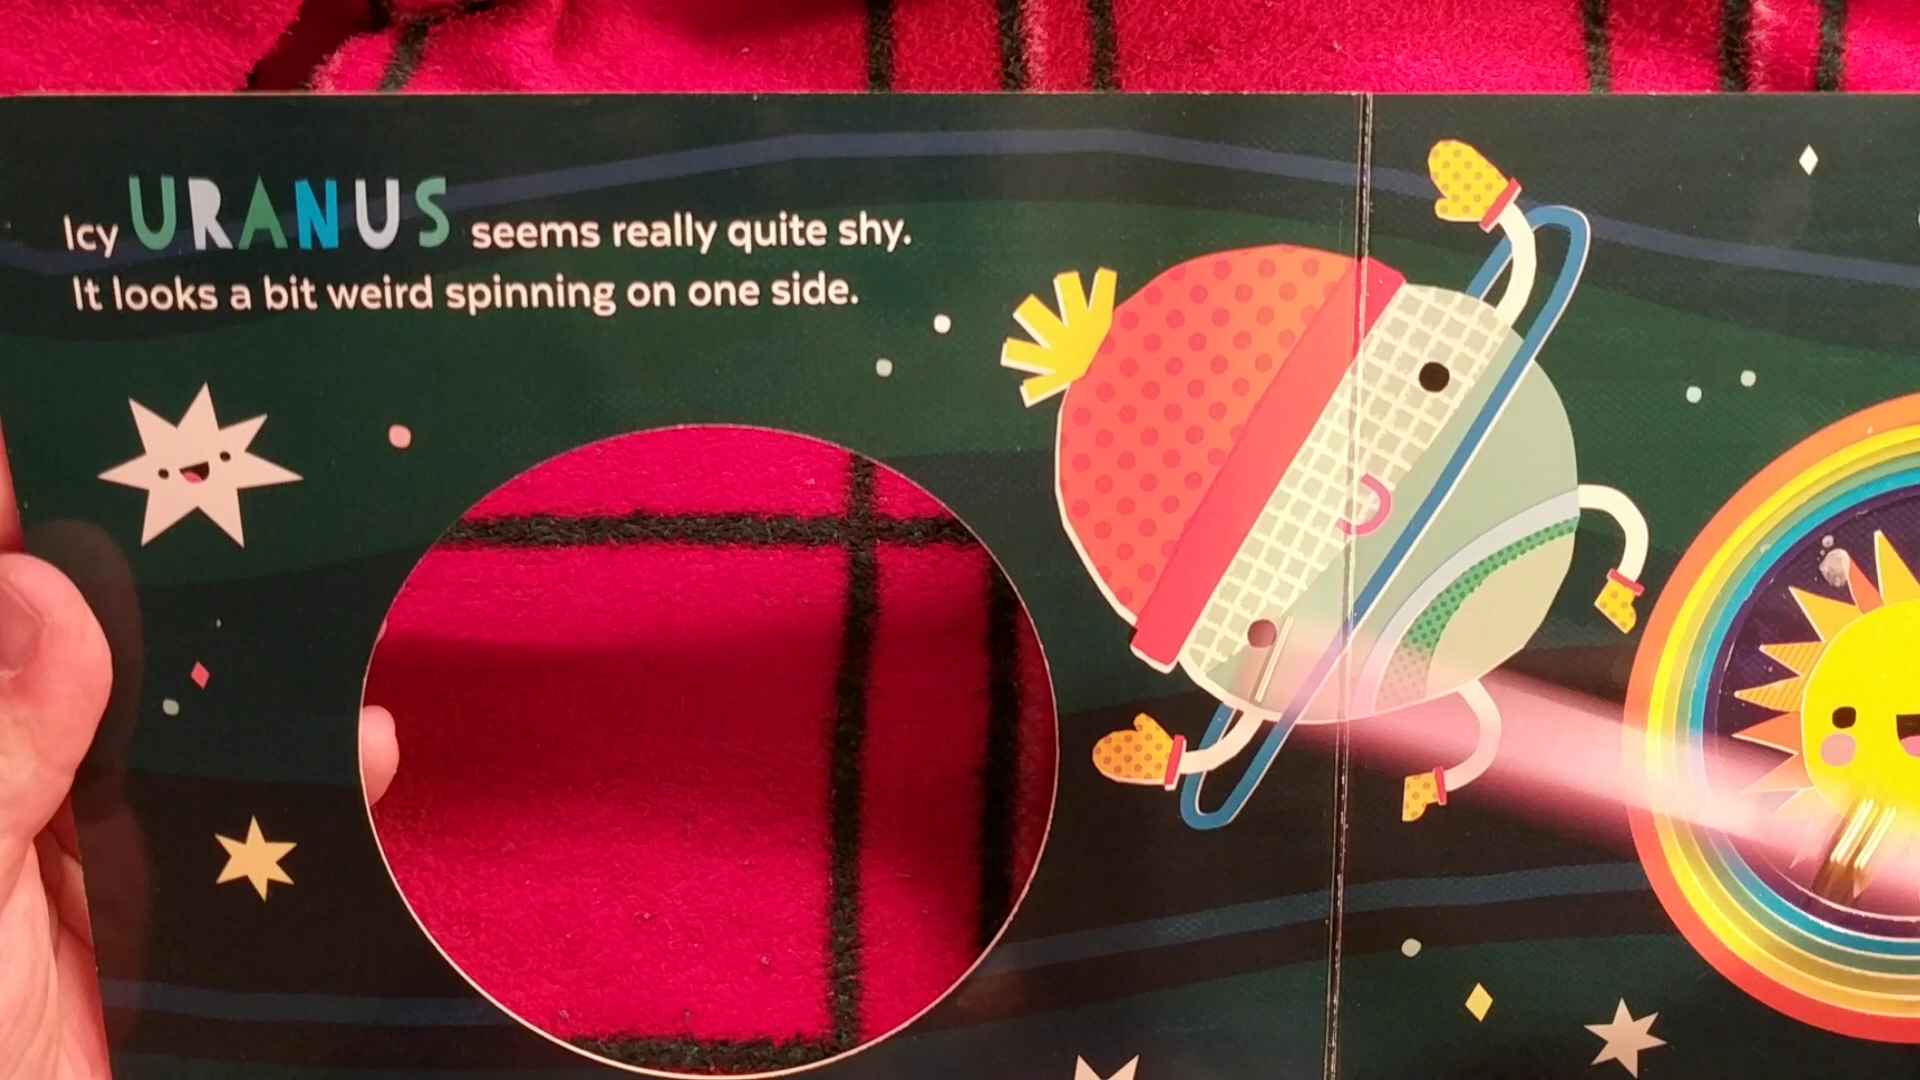 Icy URANUS seems really quite shy.
It looks a bit weird spinning on one side.